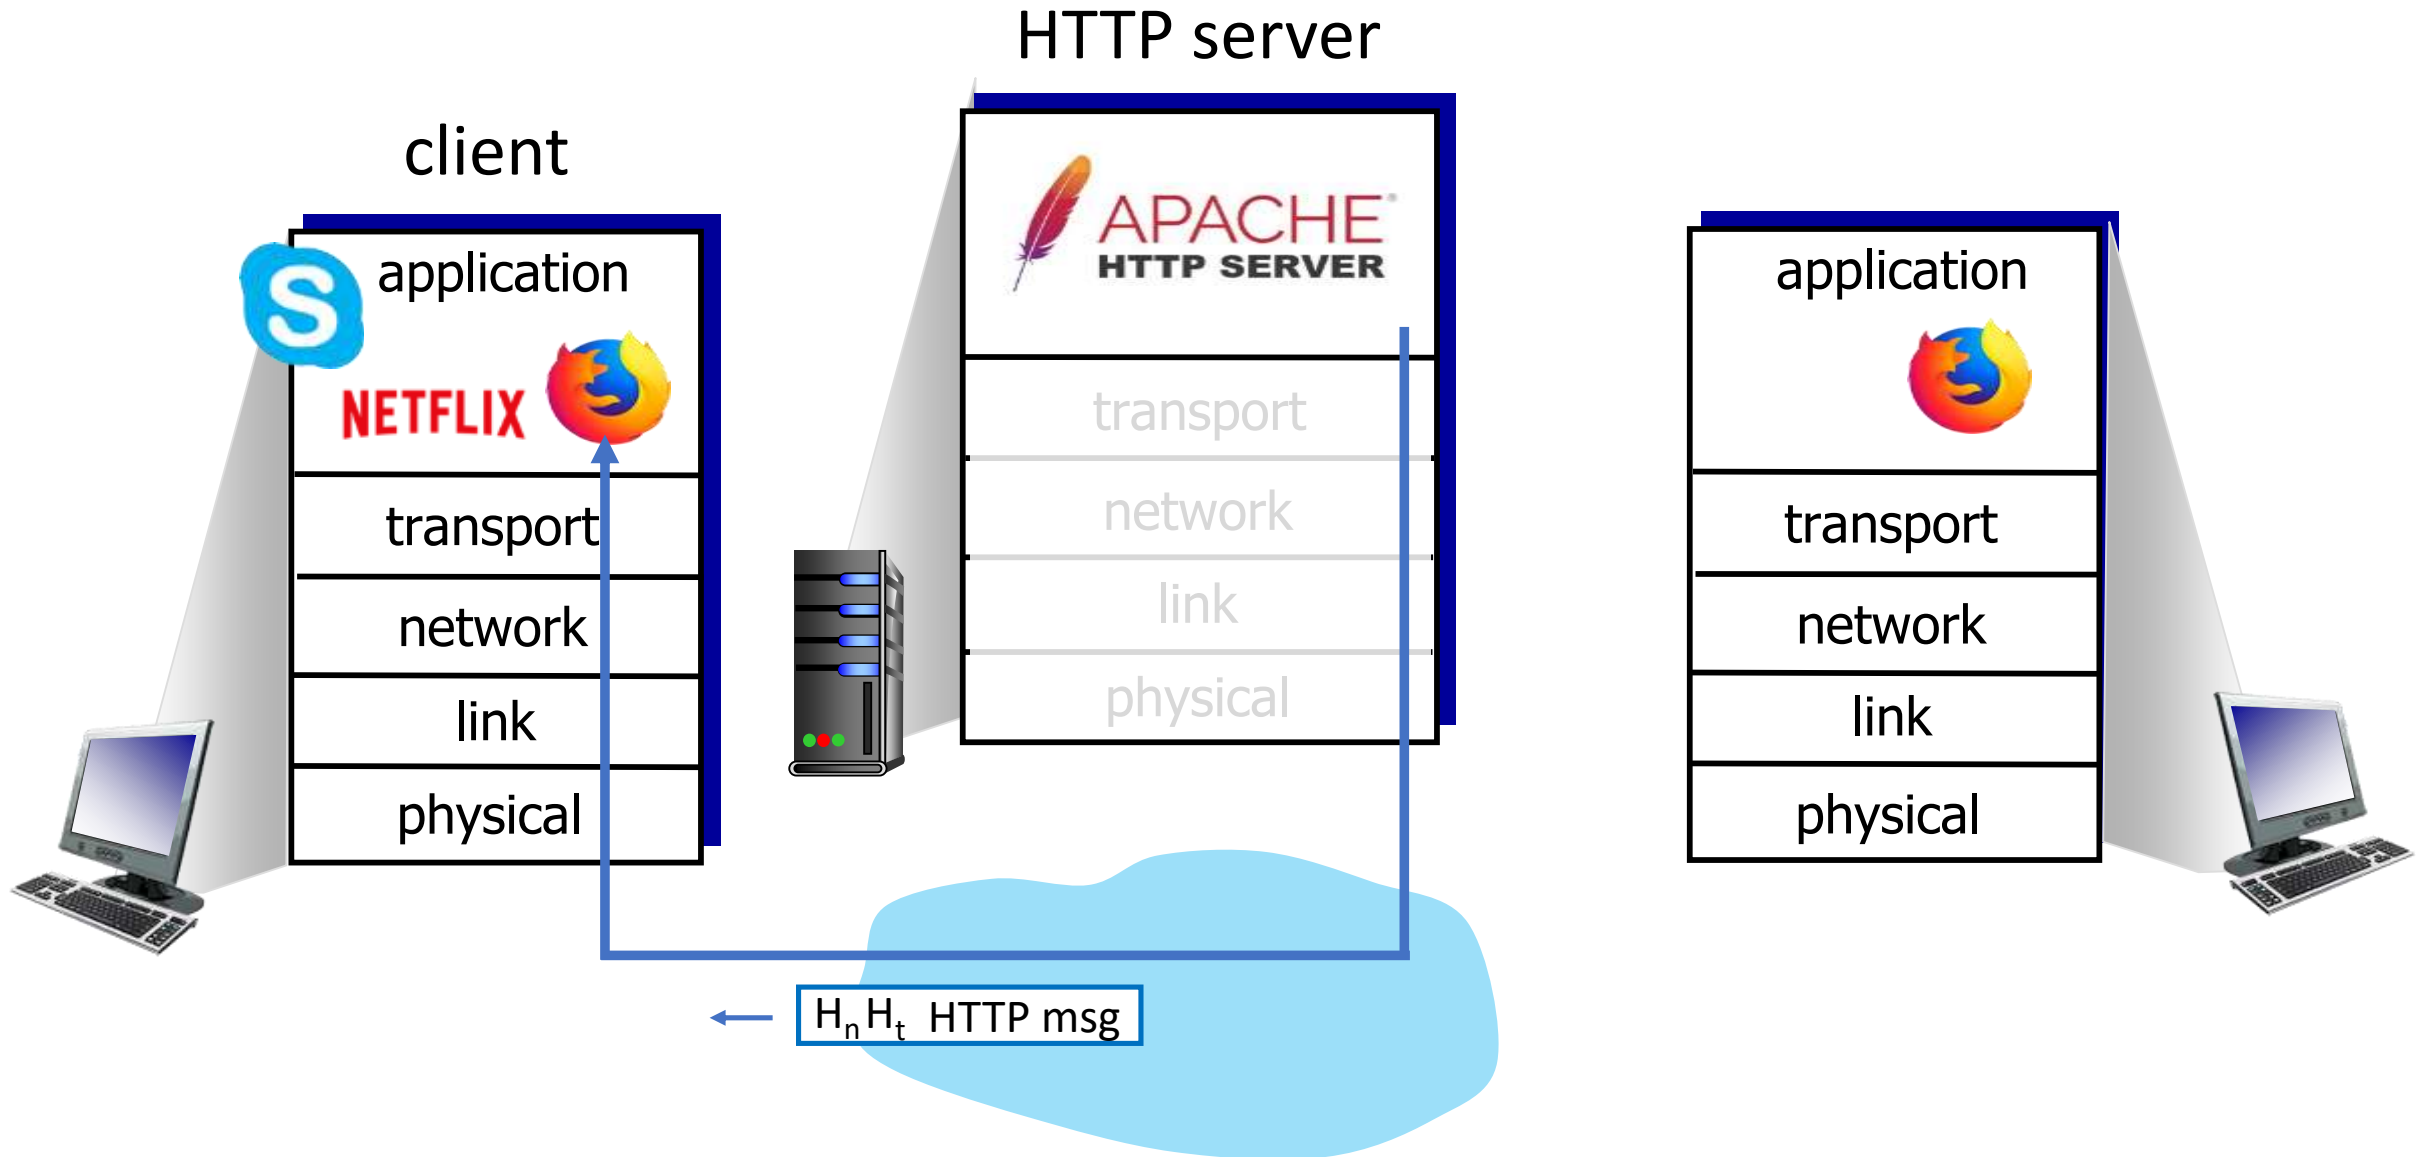 HTTP server
client
APACHE®
HTTP SERVER
S
application
NETFLIX
transport
network
link
physical
transport
network
link
physical
application
transport
network
link
physical
HnHt HTTP msg